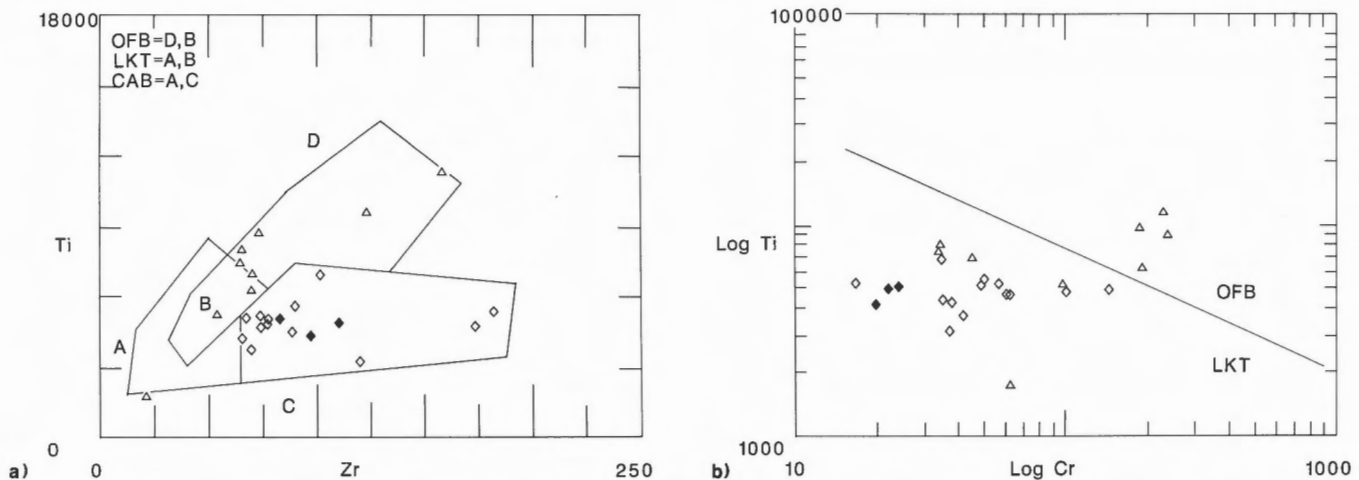 18000
OFB=D,B
LKT=A,B
CAB=A,C
D
Ti
B
A
C
0
a)
0
Zr
250
100000
Log Ti
OFB
LKT
1000
b)
10
Log Cr
1000